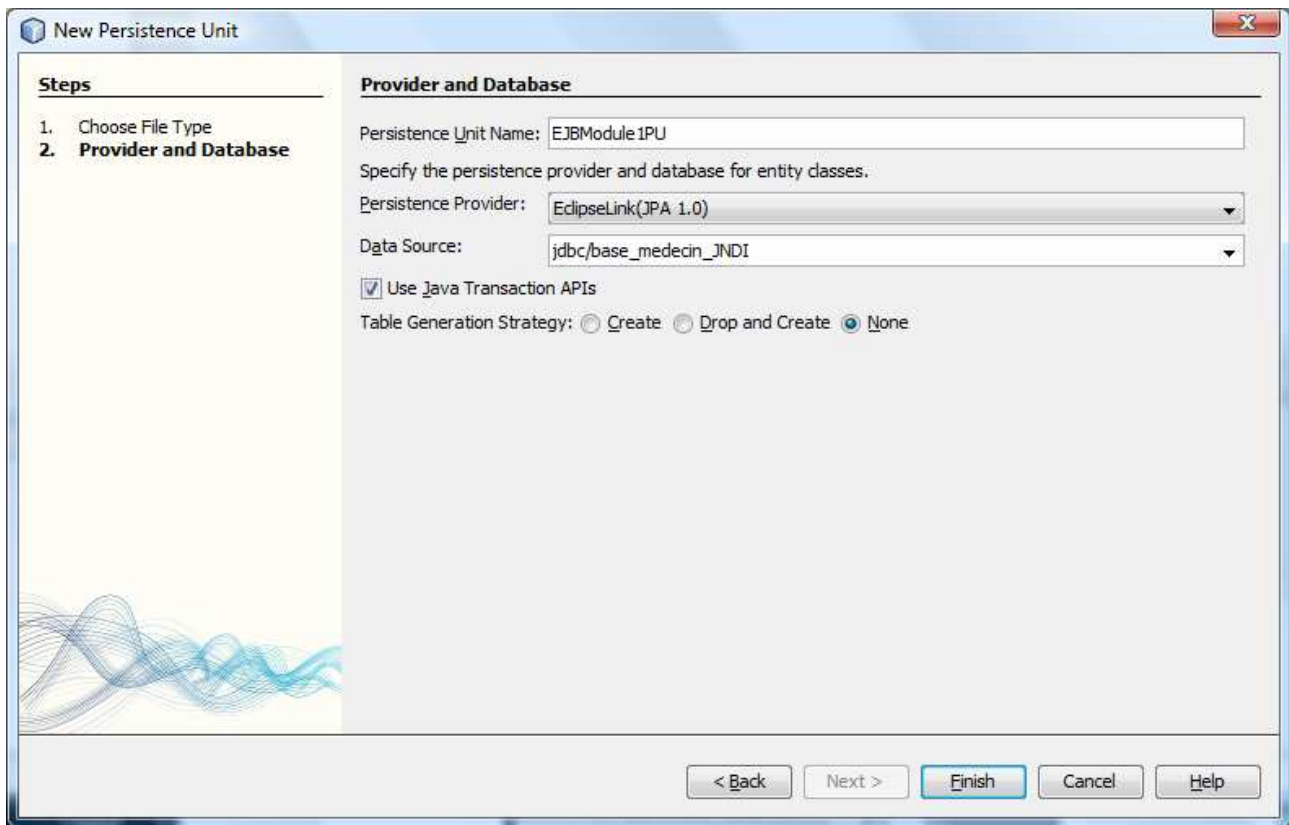 New Persistence Unit
Steps
1. Choose File Type
2. Provider and Database
Provider and Database
Persistence Unit Name: EJBModule1PU
Specify the persistence provider and database for entity classes.
Persistence Provider: EclipseLink(JPA 1.0)
Data Source: jdbc/base_medecin_JNDI
Use Java Transaction APIs
Table Generation Strategy: Create Drop and Create None
< Back Next > Finish Cancel Help